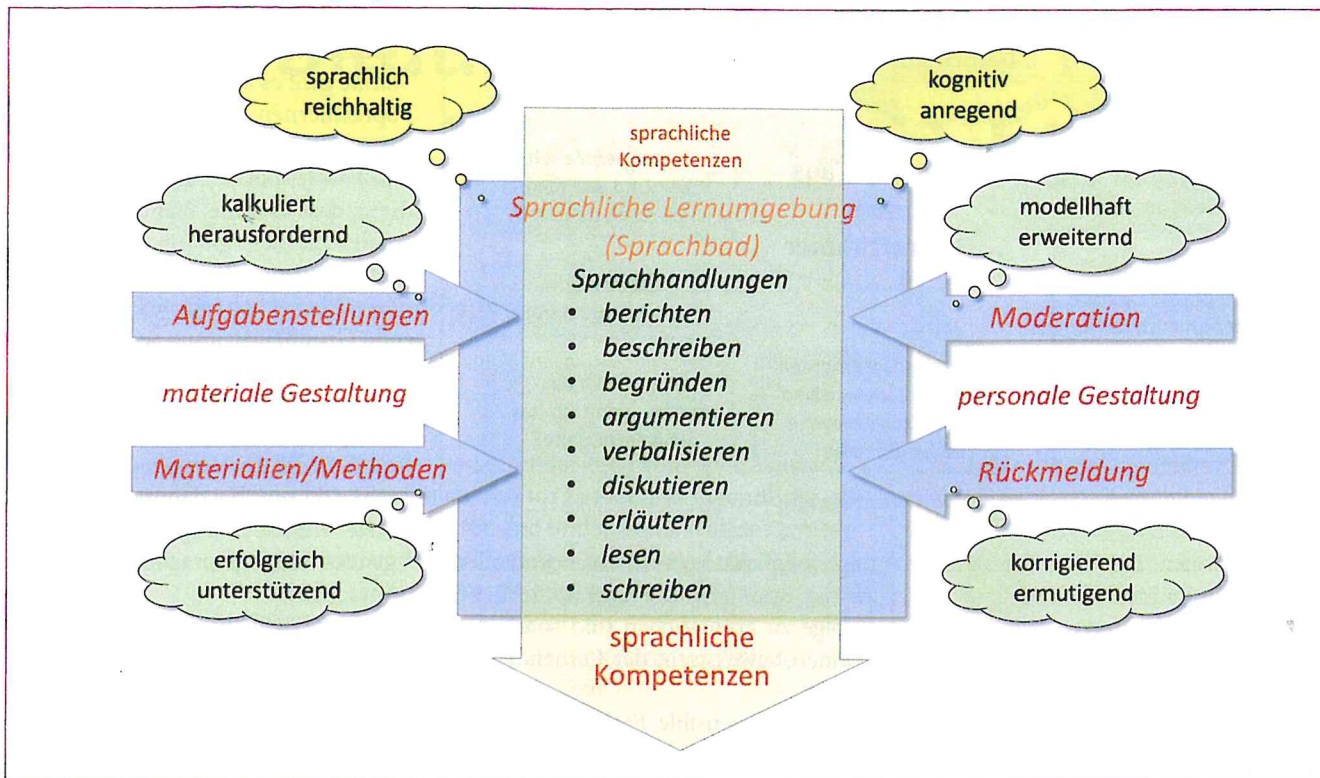 sprachlich
reichhaltig
kognitiv
anregend
sprachliche
Kompetenzen
kalkuliert
herausfordernd
modellhaft
erweiternd
Sprachliche Lernumgebung
(Sprachbad)
Sprachhandlungen
• berichten
• beschreiben
• begründen
• argumentieren
• verbalisieren
• diskutieren
• erläutern
• lesen
• schreiben
Aufgabenstellungen
materiale Gestaltung
Materialien/Methoden
Moderation
personale Gestaltung
Rückmeldung
erfolgreich
unterstützend
korrigierend
ermutigend
sprachliche
Kompetenzen